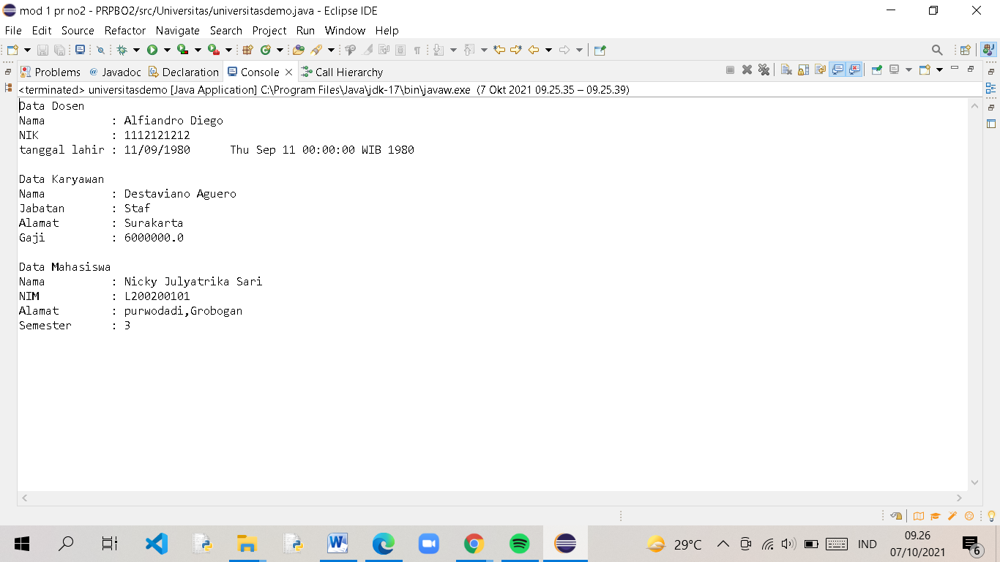 mod 1 pr no2 - PRPBO2/src/Universitas/universitasdemo.java - Eclipse IDE
File Edit Source Refactor Navigate Search Project Run Window Help
Problems @ Javadoc Declaration Console Call Hierarchy
<terminated> universitasdemo [Java Application] C:\Program Files\Java\jdk-17\bin\javaw.exe (7 Okt 2021 09.25.35 – 09.25.39)
Data Dosen
Nama : Alfiandro Diego
NIK : 1112121212
tanggal lahir : 11/09/1980 Thu Sep 11 00:00:00 WIB 1980
Data Karyawan
Nama : Destaviano Aguero
Jabatan : Staf
Alamat : Surakarta
Gaji : 6000000.0
Data Mahasiswa
Nama : Nicky Julyatrika Sari
NIM : L200200101
Alamat : purwodadi,Grobogan
Semester : 3
29°C IND 09.26
07/10/2021 6